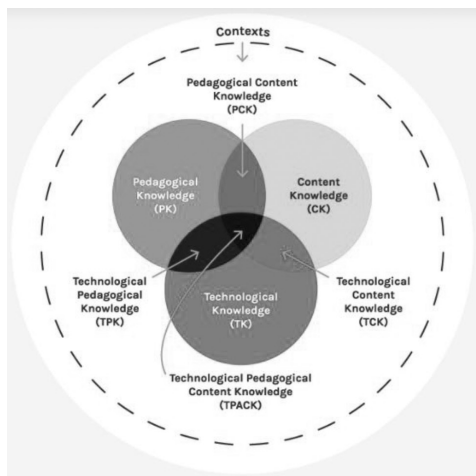 Contexts
Pedagogical Content
Knowledge
(PCK)
Pedagogical
Knowledge
(PK)
Content
Knowledge
(CK)
Technological
Pedagogical
Knowledge
(TPK)
Technological
Knowledge
(TK)
Technological
Content
Knowledge
(TCK)
Technological Pedagogical
Content Knowledge
(TPACK)